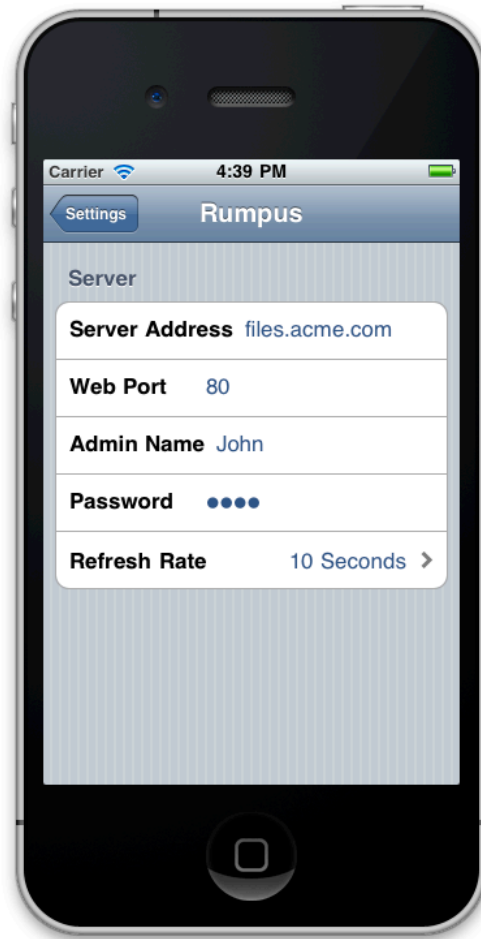 Carrier 4:39 PM
Settings Rumpus
Server
Server Address files.acme.com
Web Port 80
Admin Name John
Password ●●●●
Refresh Rate 10 Seconds